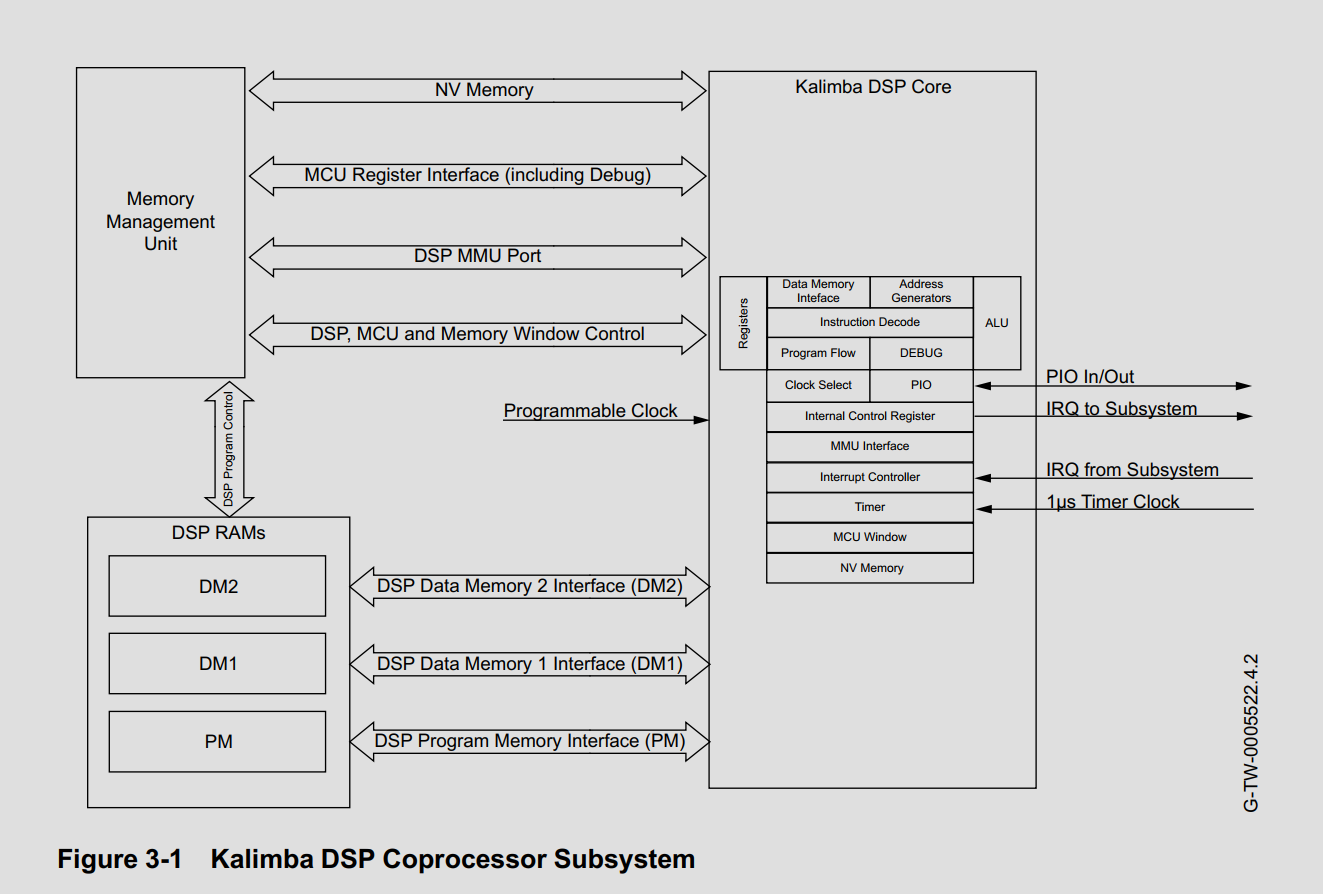 NV Memory
Kalimba DSP Core
MCU Register Interface (including Debug)
Memory
Management
Unit
DSP MMU Port
DSP, MCU and Memory Window Control
Registers
Data Memory
Inteface
Address
Generators
Instruction Decode
ALU
Program Flow
DEBUG
Clock Select
PIO
PIO In/Out
Programmable Clock
Internal Control Register
IRQ to Subsystem
MMU Interface
Interrupt Controller
IRQ from Subsystem
Timer
1µs Timer Clock
MCU Window
NV Memory
DSP Program Control
DSP RAMs
DM2
DSP Data Memory 2 Interface (DM2)
DM1
DSP Data Memory 1 Interface (DM1)
PM
DSP Program Memory Interface (PM)
G-TW-0005522.4.2
Figure 3-1 Kalimba DSP Coprocessor Subsystem